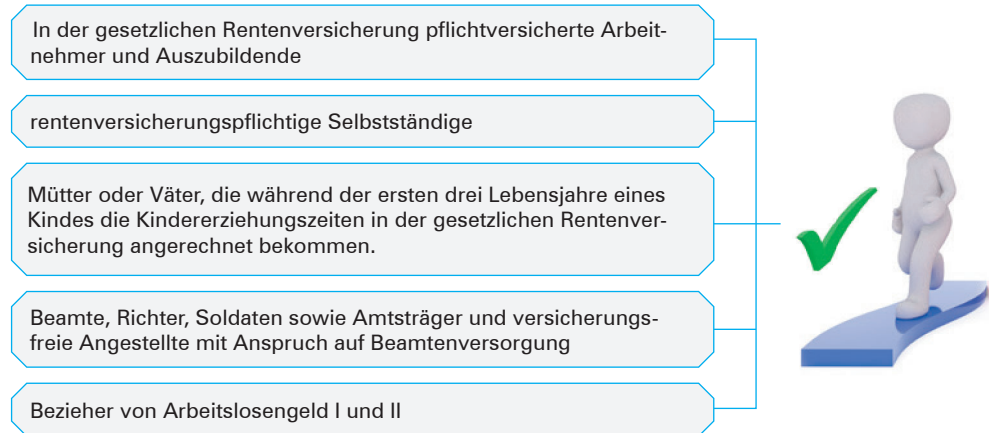 In der gesetzlichen Rentenversicherung pflichtversicherte Arbeit-
nehmer und Auszubildende
rentenversicherungspflichtige Selbstständige
Mütter oder Väter, die während der ersten drei Lebensjahre eines
Kindes die Kindererziehungszeiten in der gesetzlichen Rentenver-
sicherung angerechnet bekommen.
Beamte, Richter, Soldaten sowie Amtsträger und versicherungs-
freie Angestellte mit Anspruch auf Beamtenversorgung
Bezieher von Arbeitslosengeld I und II